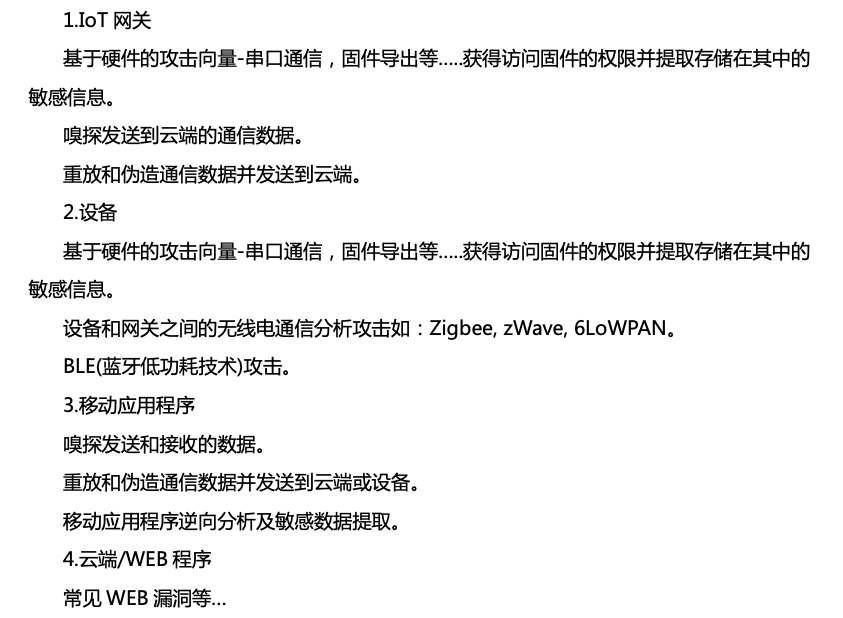 1.IoT 网关
基于硬件的攻击向量-串口通信，固件导出等.....获得访问固件的权限并提取存储在其中的
敏感信息。
嗅探发送到云端的通信数据。
重放和伪造通信数据并发送到云端。
2.设备
基于硬件的攻击向量-串口通信，固件导出等.....获得访问固件的权限并提取存储在其中的
敏感信息。
设备和网关之间的无线电通信分析攻击如：Zigbee, zWave, 6LoWPAN。
BLE(蓝牙低功耗技术)攻击。
3.移动应用程序
嗅探发送和接收的数据。
重放和伪造通信数据并发送到云端或设备。
移动应用程序逆向分析及敏感数据提取。
4.云端/WEB 程序
常见 WEB 漏洞等...